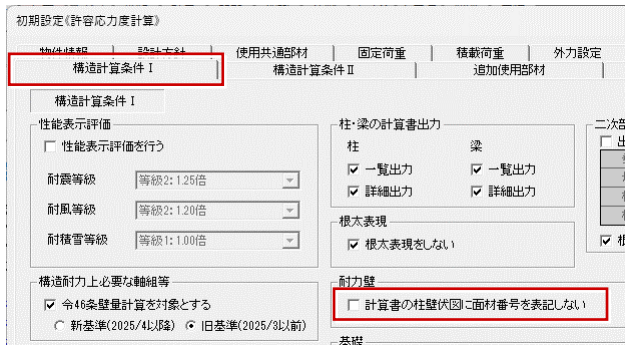 初期設定《許容応力度計算》
物件情報 設計方針 使用共通部材 固定荷重 積載荷重 外力設定
構造計算条件Ⅰ 構造計算条件Ⅱ 追加使用部材
構造計算条件Ⅰ
性能表示評価
性能表示評価を行う
耐震等級 等級2:1.25倍
耐風等級 等級2:1.20倍
耐積雪等級 等級1:1.00倍
構造耐力上必要な軸組等
令46条壁量計算を対象とする
新基準(2025/4以降) 旧基準(2025/3以前)
柱・梁の計算書出力
柱 梁
一覧出力 一覧出力
詳細出力 詳細出力
根太表現
根太表現をしない
耐力壁
計算書の柱壁伏図に面材番号を表記しない
基礎
二次部
出
根